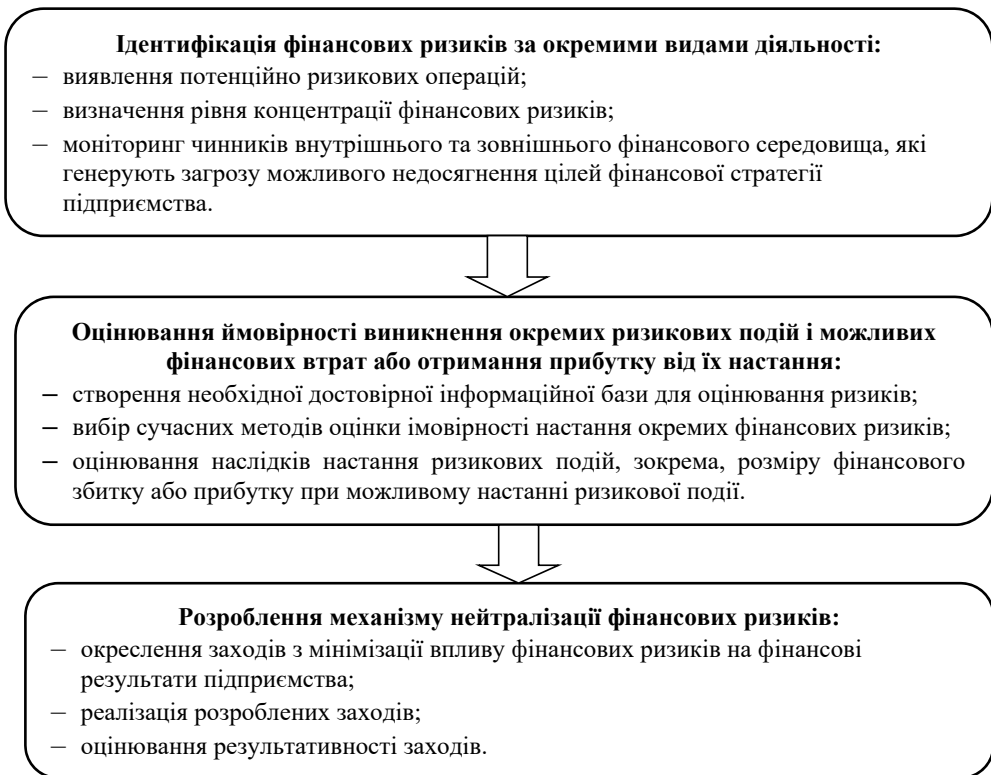 Ідентифікація фінансових ризиків за окремими видами діяльності:
– виявлення потенційно ризикових операцій;
– визначення рівня концентрації фінансових ризиків;
– моніторинг чинників внутрішнього та зовнішнього фінансового середовища, які
генерують загрозу можливого недосягнення цілей фінансової стратегії
підприємства.
Оцінювання ймовірності виникнення окремих ризикових подій і можливих
фінансових втрат або отримання прибутку від їх настання:
– створення необхідної достовірної інформаційної бази для оцінювання ризиків;
– вибір сучасних методів оцінки імовірності настання окремих фінансових ризиків;
– оцінювання наслідків настання ризикових подій, зокрема, розміру фінансового
збитку або прибутку при можливому настанні ризикової події.
Розроблення механізму нейтралізації фінансових ризиків:
– окреслення заходів з мінімізації впливу фінансових ризиків на фінансові
результати підприємства;
– реалізація розроблених заходів;
– оцінювання результативності заходів.